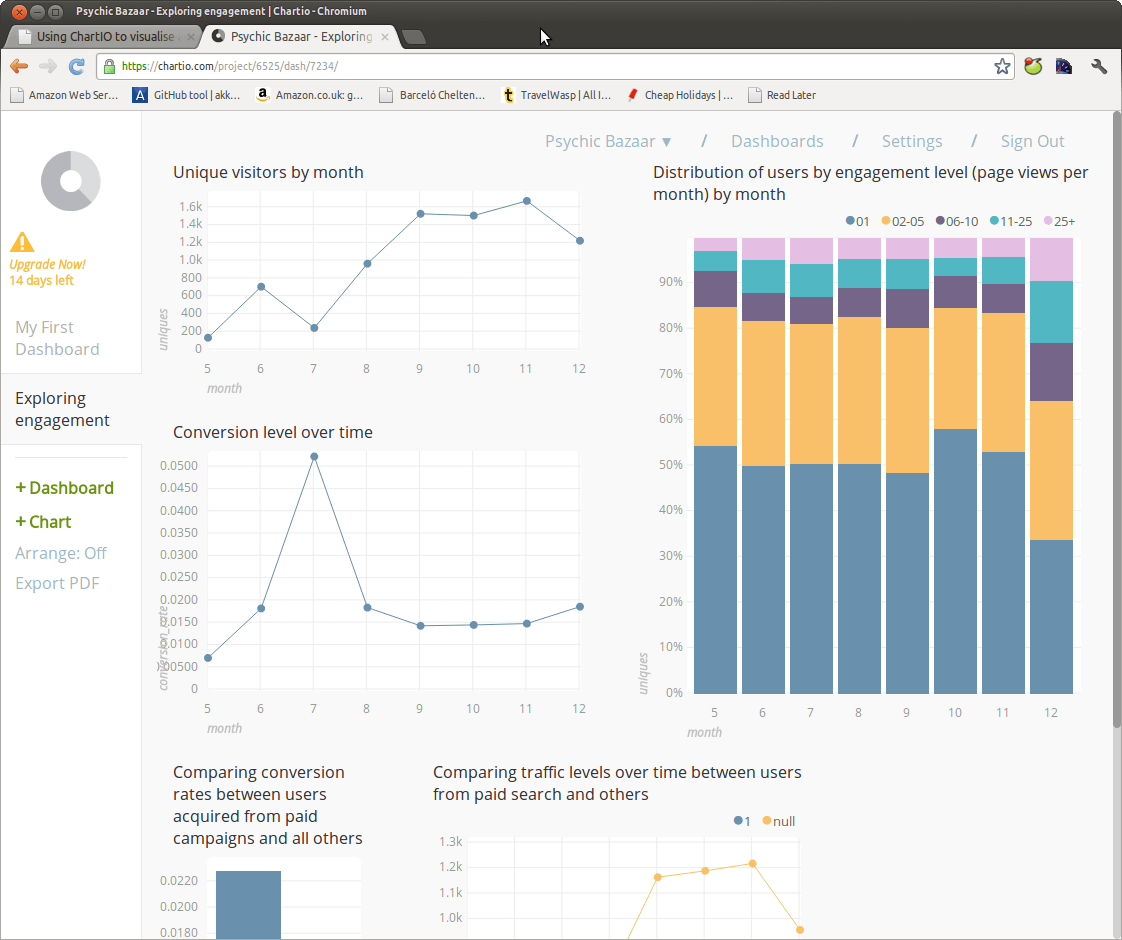 Psychic Bazaar - Exploring engagement | Chartio - Chromium
Using ChartIO to visualise
Psychic Bazaar - Exploring
https://chartio.com/project/6525/dash/7234/
Amazon Web Ser...
A
GitHub tool | akk...
a
Amazon.co.uk: g...
Barceló Chelten...
t
TravelWasp | All I...
Cheap Holidays | ...
Read Later
Psychic Bazaar ▼ / Dashboards / Settings / Sign Out
Upgrade Now!
14 days left
My First
Dashboard
Exploring
engagement
+ Dashboard
+ Chart
Arrange: Off
Export PDF
Unique visitors by month
1.6k
1.4k
1.2k
1.0k
800
600
400
200
0
uniques
5 6 7 8 9 10 11 12
month
Conversion level over time
0.0500
0.0450
0.0400
0.0350
0.0300
0.0250
0.0200
0.0150
0.0100
0.00500
0
conversion_rate
5 6 7 8 9 10 11 12
month
Distribution of users by engagement level (page views per
month) by month
01 02-05 06-10 11-25 25+
90%
80%
70%
60%
50%
40%
30%
20%
10%
0%
uniques
5 6 7 8 9 10 11 12
month
Comparing conversion
rates between users
acquired from paid
campaigns and all others
0.0220
0.0200
0.0180
Comparing traffic levels over time between users
from paid search and others
1 null
1.3k
1.2k
1.1k
1.0k